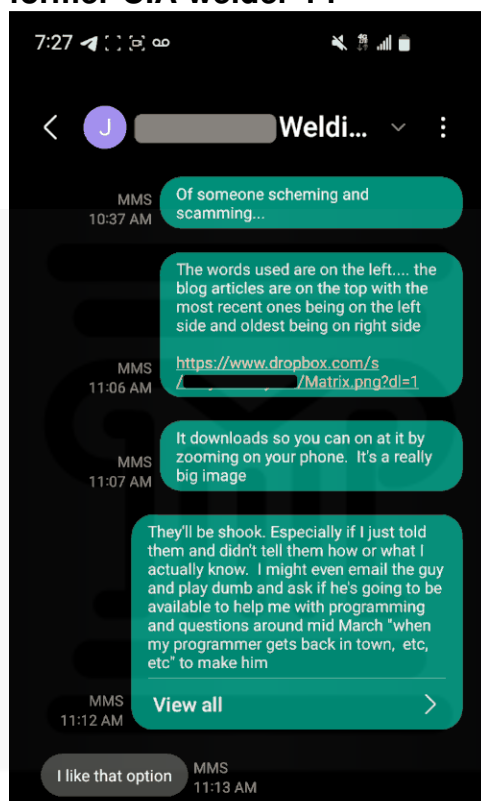 7:27
J
Weldi...
MMS
10:37 AM
Of someone scheming and
scamming...
The words used are on the left.... the
blog articles are on the top with the
most recent ones being on the left
side and oldest being on right side
https://www.dropbox.com/s
/ /Matrix.png?dl=1
MMS
11:06 AM
It downloads so you can on at it by
zooming on your phone. It's a really
big image
MMS
11:07 AM
They'll be shook. Especially if I just told
them and didn't tell them how or what I
actually know. I might even email the guy
and play dumb and ask if he's going to be
available to help me with programming
and questions around mid March "when
my programmer gets back in town, etc,
etc" to make him
View all
MMS
11:12 AM
I like that option
MMS
11:13 AM